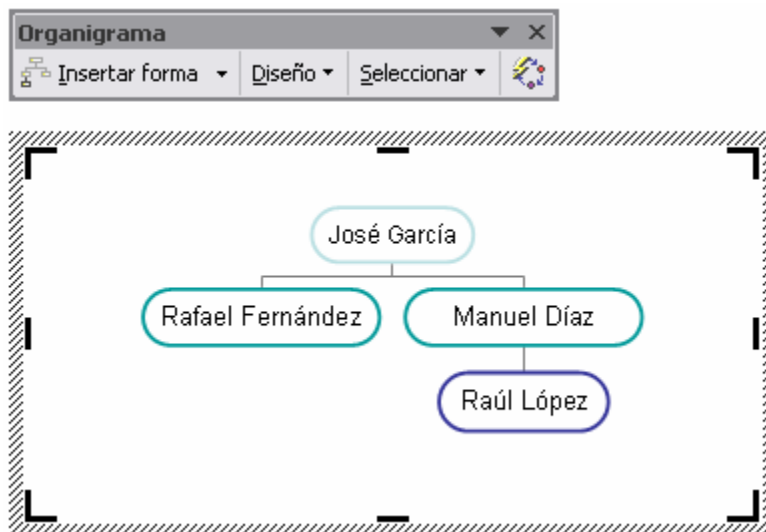 Organigrama
Insertar forma Diseño Seleccionar
José García
Rafael Fernández Manuel Díaz
Raúl López